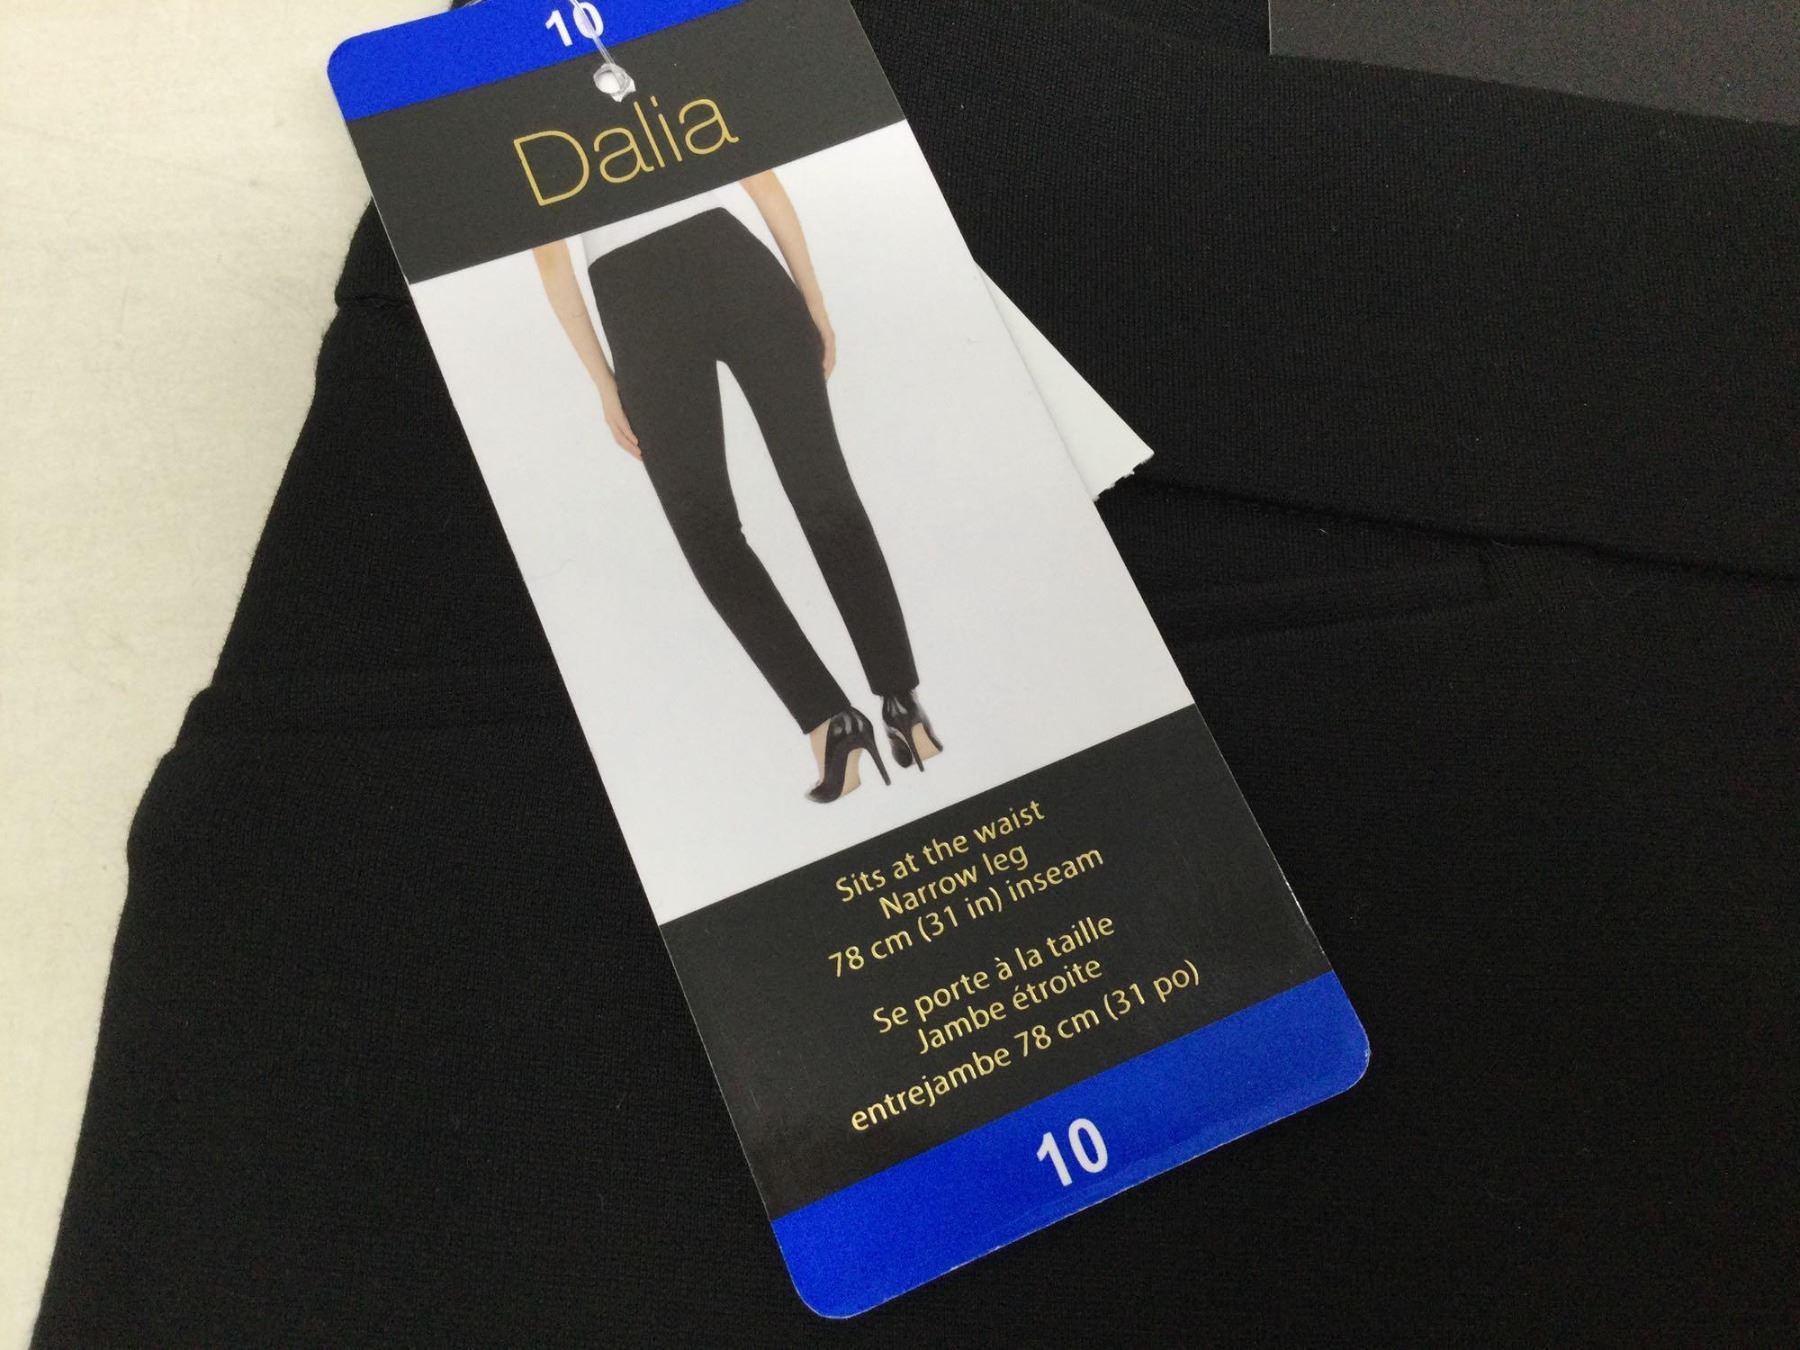 10
Dalia
Sits at the waist
Narrow leg
78 cm (31 in) inseam
Se porte à la taille
Jambe étroite
entrejambe 78 cm (31 po)
10